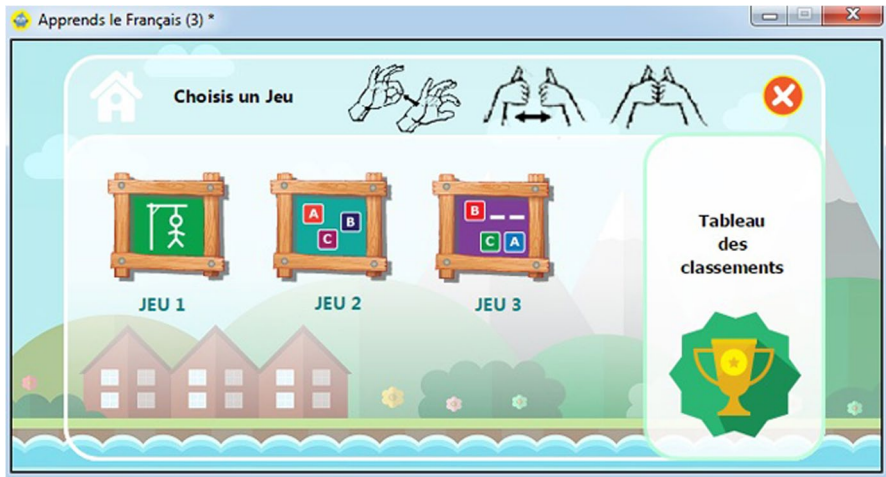 Apprends le Français (3) *
Choisis un Jeu
A
B
C
B
C A
JEU 1
JEU 2
JEU 3
Tableau
des
classements